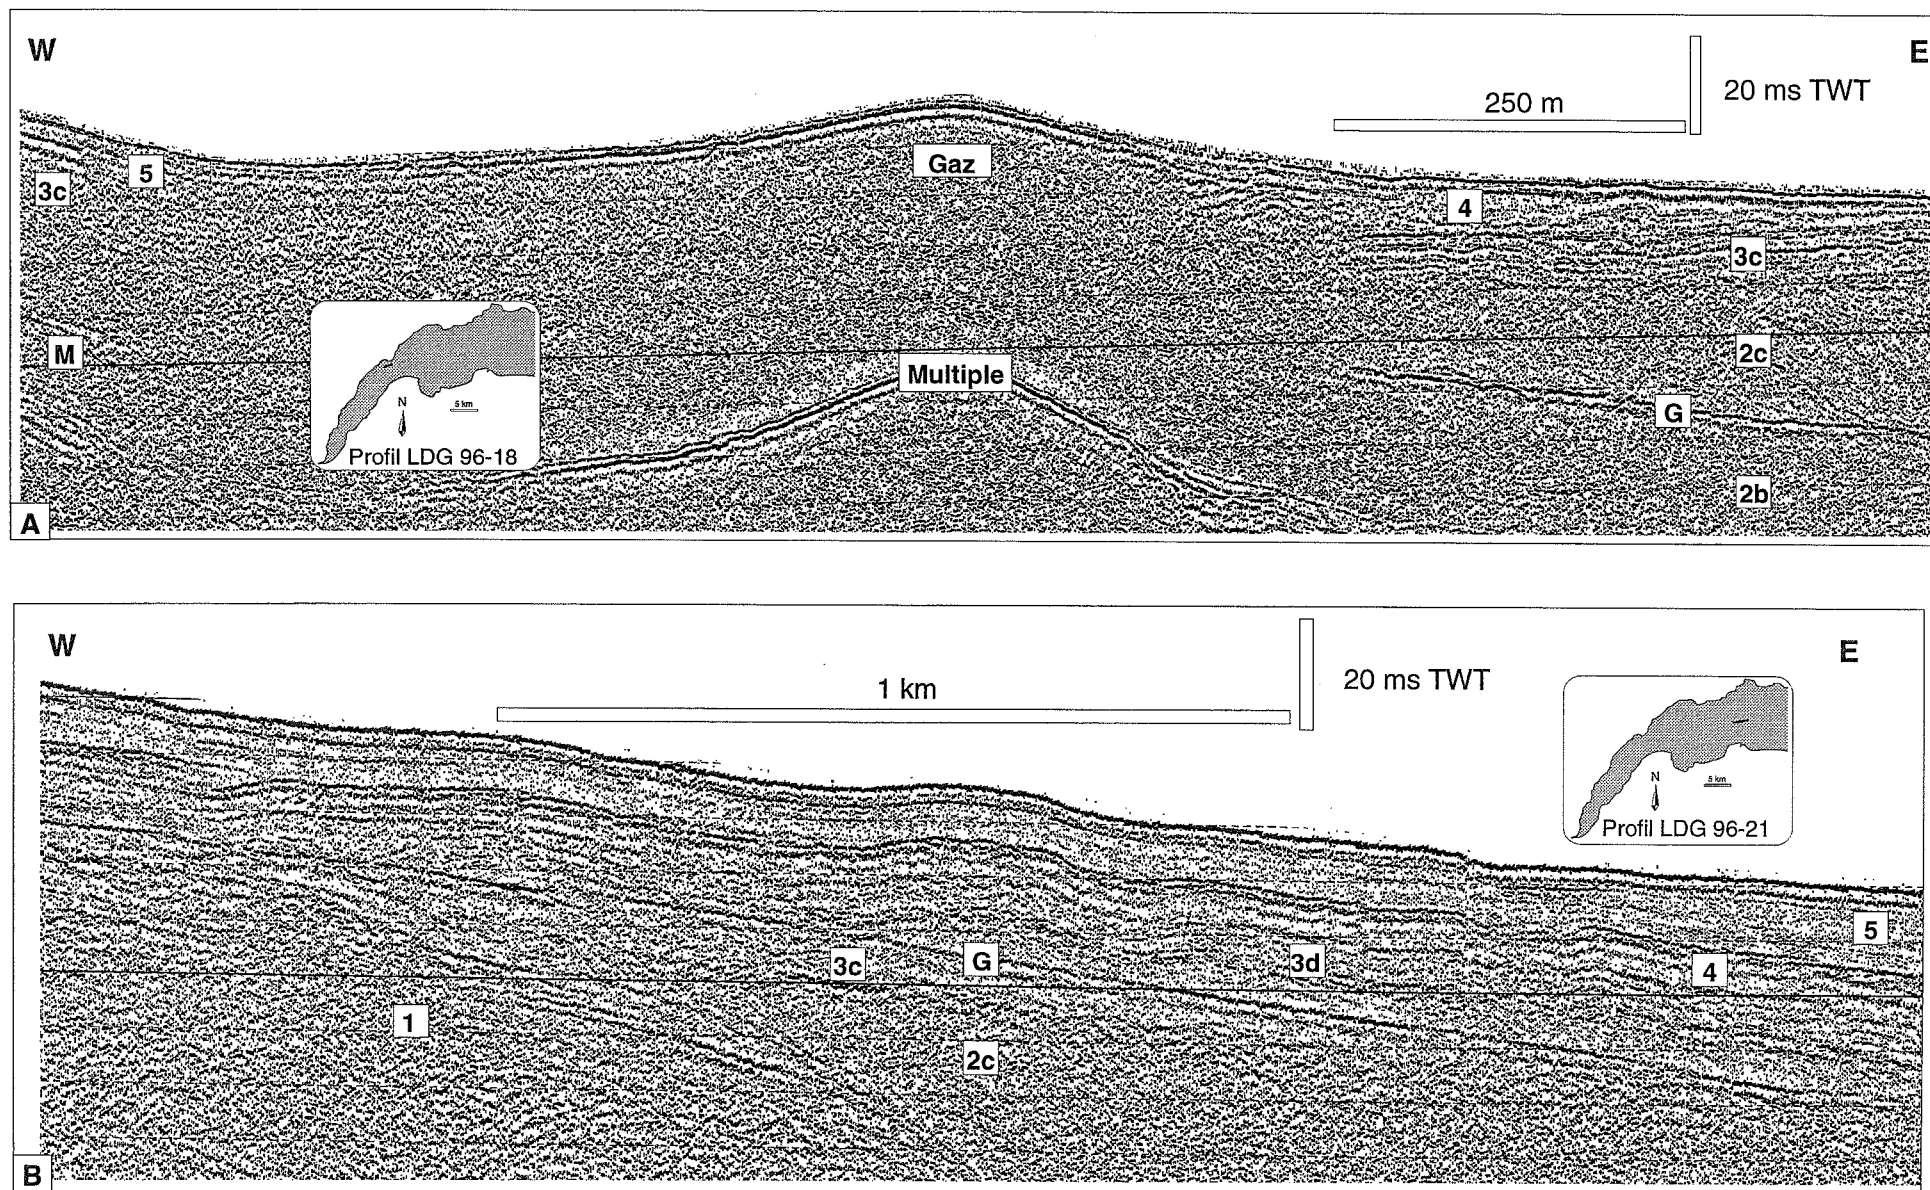 W
E
20 ms TWT
250 m
5
Gaz
3c
4
3c
M
2c
Multiple
G
N
5 km
Profil LDG 96-18
2b
A
W
E
20 ms TWT
1 km
N
5 km
Profil LDG 96-21
5
3c
G
3d
4
1
2c
B